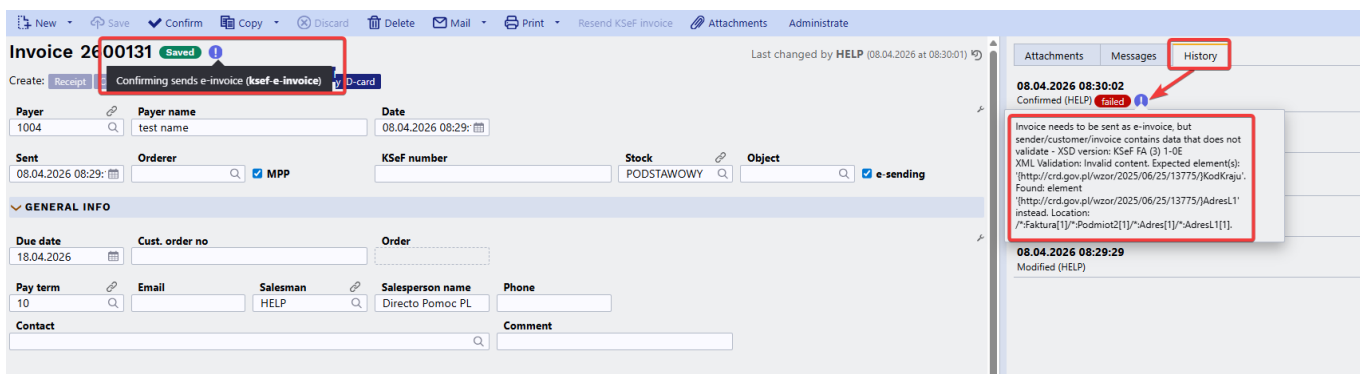 New Save Confirm Copy Discard Delete Mail Print Resend KSeF invoice Attachments Administrate
Invoice 2600131 Saved
Last changed by HELP (08.04.2026 at 08:30:01)
Confirming sends e-invoice (ksef-e-invoice)
Create: Receipt D-card
Payer Payer name Date
1004 test name 08.04.2026 08:29:
Sent Orderer KSeF number Stock Object
08.04.2026 08:29: MPP PODSTAWOWY e-sending
GENERAL INFO
Due date Cust. order no Order
18.04.2026
Pay term Email Salesman Salesperson name Phone
10 HELP Directo Pomoc PL
Contact Comment
Attachments Messages History
08.04.2026 08:30:02
Confirmed (HELP) failed
Invoice needs to be sent as e-invoice, but
sender/customer/invoice contains data that does not
validate - XSD version: KSeF FA (3) 1-0E
XML Validation: Invalid content. Expected element(s):
'{http://crd.gov.pl/wzor/2025/06/25/13775/}KodKraju'.
Found: element
'{http://crd.gov.pl/wzor/2025/06/25/13775/}AdresL1'
instead. Location:
/*:Faktura[1]/*:Podmiot2[1]/*:Adres[1]/*:AdresL1[1].
08.04.2026 08:29:29
Modified (HELP)